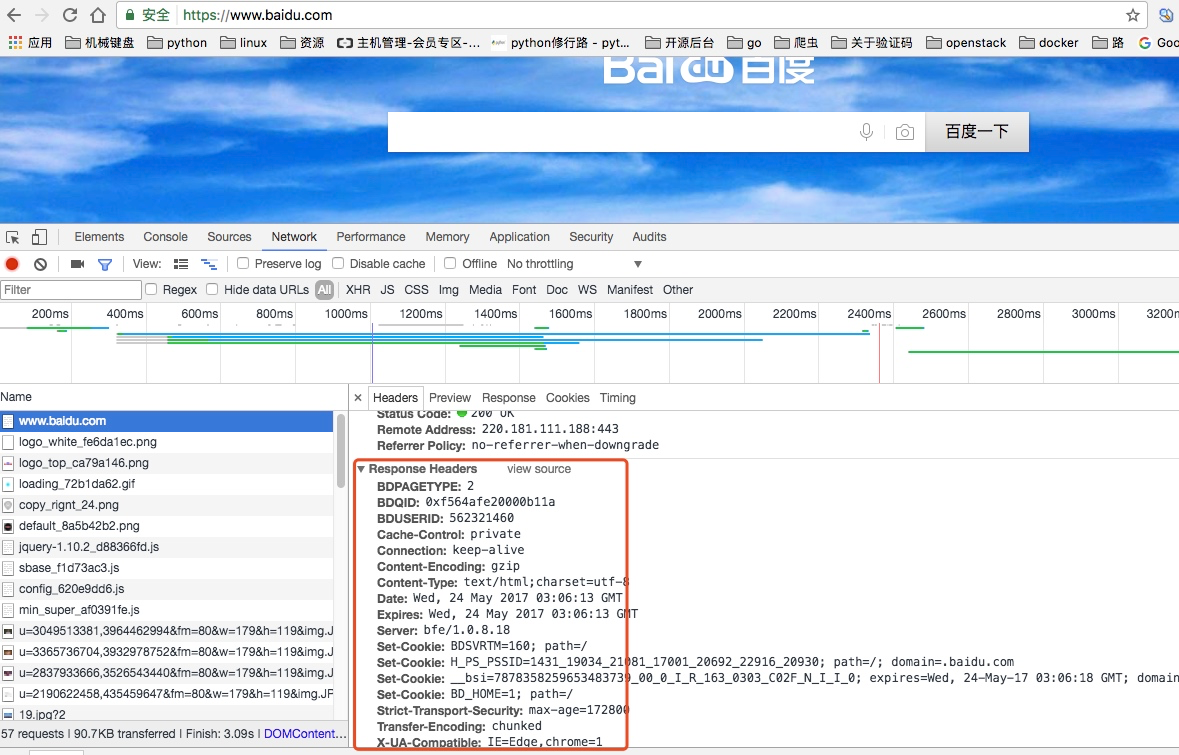 安全 https://www.baidu.com
应用 机械键盘 python linux 资源 主机管理-会员专区-... python修行路 - pyt... 开源后台 go 爬虫 关于验证码 openstack docker 路 Goo
Bai du 百度
百度一下
Elements Console Sources Network Performance Memory Application Security Audits
View: Preserve log Disable cache Offline No throttling
Filter Regex Hide data URLs All XHR JS CSS Img Media Font Doc WS Manifest Other
200ms 400ms 600ms 800ms 1000ms 1200ms 1400ms 1600ms 1800ms 2000ms 2200ms 2400ms 2600ms 2800ms 3000ms 3200m
Name
www.baidu.com
logo_white_fe6da1ec.png
logo_top_ca79a146.png
loading_72b1da62.gif
copy_rignt_24.png
default_8a5b42b2.png
jquery-1.10.2_d88366fd.js
sbase_f1d73ac3.js
config_620e9dd6.js
min_super_af0391fe.js
u=3049513381,3964462994&fm=80&w=179&h=119&img.J
u=3365736704,3932978752&fm=80&w=179&h=119&img.J
u=2837933666,3526543440&fm=80&w=179&h=119&img.J
u=2190622458,435459647&fm=80&w=179&h=119&img.JP
19.jpg?2
57 requests | 90.7KB transferred | Finish: 3.09s | DOMContent...
× Headers Preview Response Cookies Timing
Status Code: 200 OK
Remote Address: 220.181.111.188:443
Referrer Policy: no-referrer-when-downgrade
Response Headers view source
BDPAGETYPE: 2
BDQID: 0xf564afe20000b11a
BDUSERID: 562321460
Cache-Control: private
Connection: keep-alive
Content-Encoding: gzip
Content-Type: text/html;charset=utf-8
Date: Wed, 24 May 2017 03:06:13 GMT
Expires: Wed, 24 May 2017 03:06:13 GMT
Server: bfe/1.0.8.18
Set-Cookie: BDSVRTM=160; path=/
Set-Cookie: H_PS_PSSID=1431_19034_21081_17001_20692_22916_20930; path=/; domain=.baidu.com
Set-Cookie: __bsi=7878358259653483739_00_0_I_R_163_0303_C02F_N_I_I_0; expires=Wed, 24-May-17 03:06:18 GMT; domain
Set-Cookie: BD_HOME=1; path=/
Strict-Transport-Security: max-age=172800
Transfer-Encoding: chunked
X-UA-Compatible: IE=Edge,chrome=1